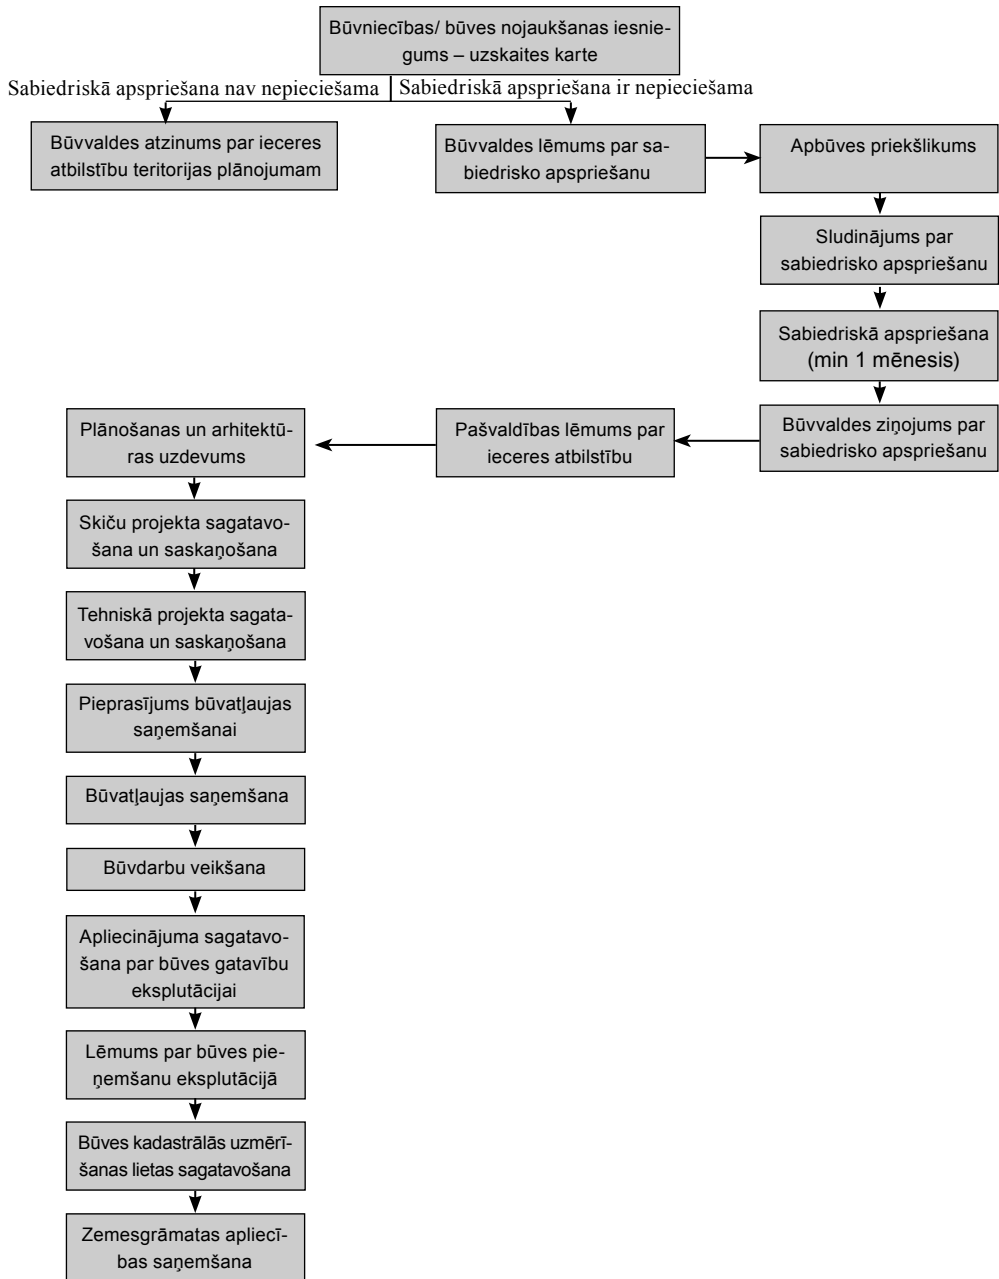 Būvniecības/ būves nojaukšanas iesnie-
gums – uzskaites karte
Sabiedriskā apspriešana nav nepieciešama
Sabiedriskā apspriešana ir nepieciešama
Būvvaldes atzinums par ieceres
atbilstību teritorijas plānojumam
Būvvaldes lēmums par sa-
biedrisko apspriešanu
Apbūves priekšlikums
Sludinājums par
sabiedrisko apspriešanu
Sabiedriskā apspriešana
(min 1 mēnesis)
Būvvaldes ziņojums par
sabiedrisko apspriešanu
Pašvaldības lēmums par
ieceres atbilstību
Plānošanas un arhitektū-
ras uzdevums
Skiču projekta sagatavo-
šana un saskaņošana
Tehniskā projekta sagata-
vošana un saskaņošana
Pieprasījums būvatļaujas
saņemšanai
Būvatļaujas saņemšana
Būvdarbu veikšana
Apliecinājuma sagatavo-
šana par būves gatavību
eksplutācijai
Lēmums par būves pie-
ņemšanu eksplutācijā
Būves kadastrālās uzmērī-
šanas lietas sagatavošana
Zemesgrāmatas apliecī-
bas saņemšana